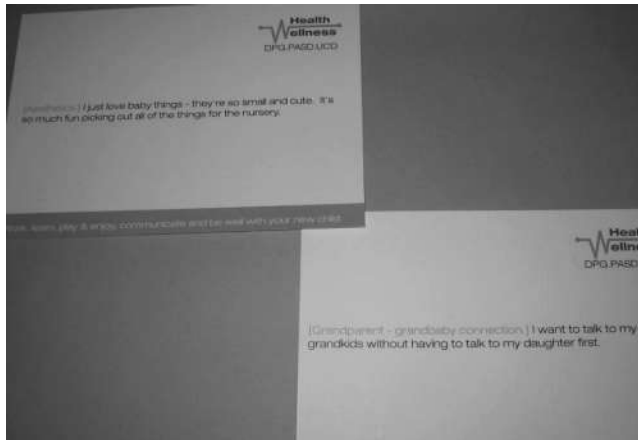 Health
Wellness
DPG.PASD.UCD
[Aesthetics.] I just love baby things - they're so small and cute. It's
so much fun picking out all of the things for the nursery.
learn, play & enjoy, communicate and be well with your new child.
Heal
Wellne
DPG.PASD
[Grandparent - grandbaby connection.] I want to talk to my
grandkids without having to talk to my daughter first.